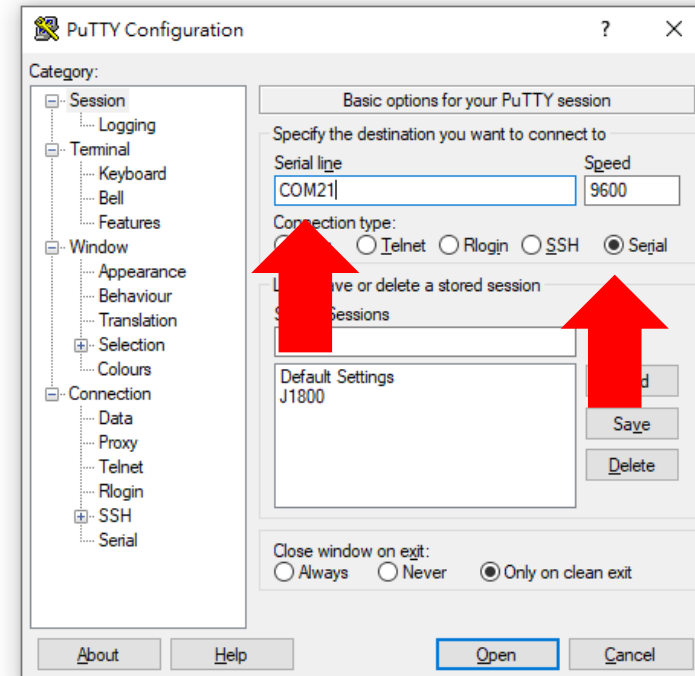 PuTTY Configuration
?
Category:
Session
Logging
Terminal
Keyboard
Bell
Features
Window
Appearance
Behaviour
Translation
Selection
Colours
Connection
Data
Proxy
Telnet
Rlogin
SSH
Serial
Basic options for your PuTTY session
Specify the destination you want to connect to
Serial line Speed
COM21 9600
Connection type:
Telnet Rlogin SSH Serial
or delete a stored session
Sessions
Default Settings
J1800
Save
Delete
Close window on exit:
Always Never Only on clean exit
About Help Open Cancel